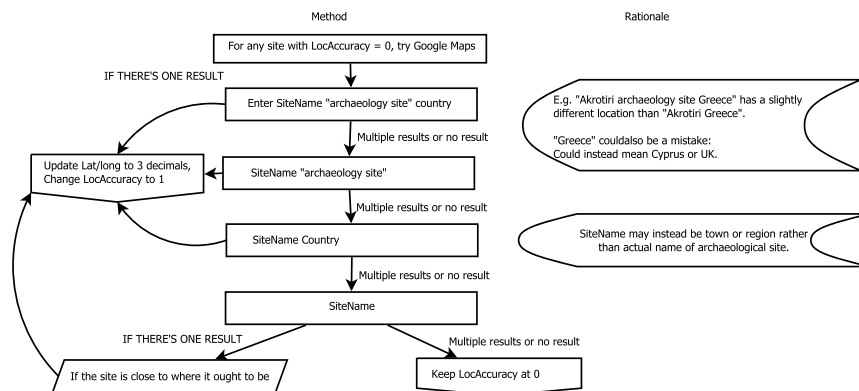 Method
Rationale
For any site with LocAccuracy = 0, try Google Maps
IF THERE'S ONE RESULT
Enter SiteName "archaeology site" country
E.g. "Akrotiri archaeology site Greece" has a slightly
different location than "Akrotiri Greece".
"Greece" couldalso be a mistake:
Could instead mean Cyprus or UK.
Multiple results or no result
Update Lat/long to 3 decimals,
Change LocAccuracy to 1
SiteName "archaeology site"
Multiple results or no result
SiteName Country
SiteName may instead be town or region rather
than actual name of archaeological site.
Multiple results or no result
SiteName
IF THERE'S ONE RESULT
Multiple results or no result
If the site is close to where it ought to be
Keep LocAccuracy at 0